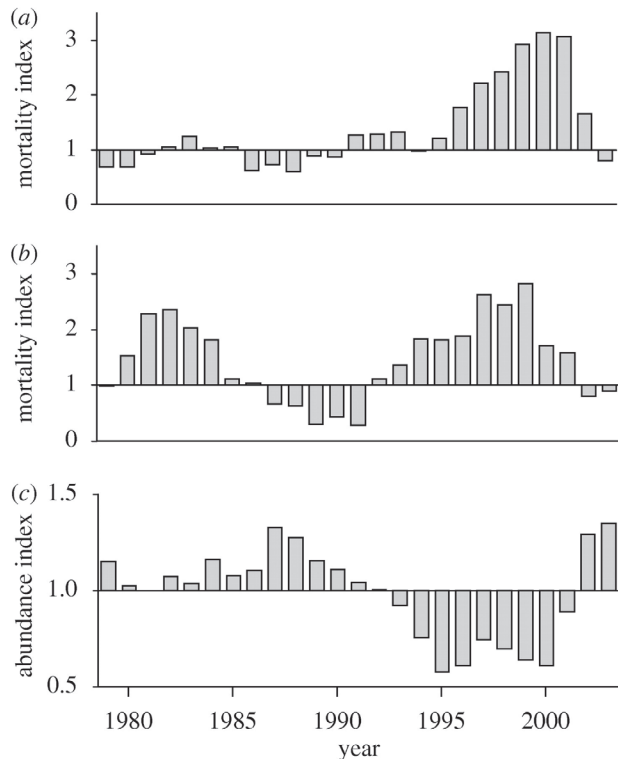 (a)
mortality index
3
2
1
0
(b)
mortality index
3
2
1
0
(c)
abundance index
1.5
1.0
0.5
1980 1985 1990 1995 2000
year